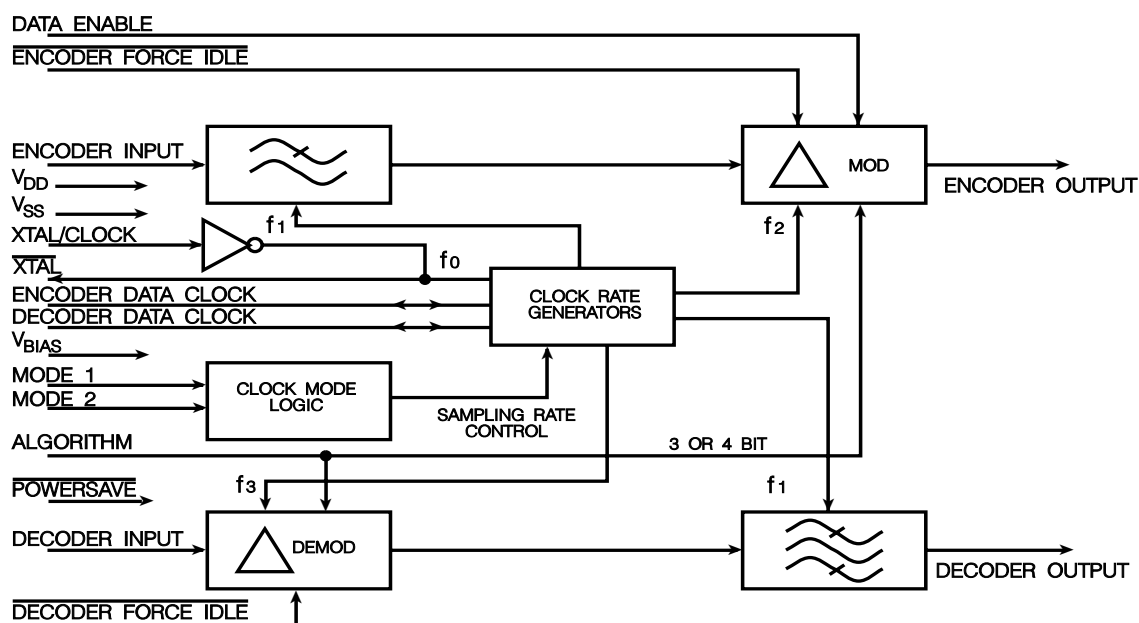 DATA ENABLE
ENCODER FORCE IDLE
ENCODER INPUT
MOD
ENCODER OUTPUT
VDD
VSS
f1
f2
XTAL/CLOCK
f0
XTAL
CLOCK RATE
GENERATORS
ENCODER DATA CLOCK
DECODER DATA CLOCK
VBIAS
MODE 1
MODE 2
CLOCK MODE
LOGIC
SAMPLING RATE
CONTROL
ALGORITHM
3 OR 4 BIT
POWERSAVE
f3
f1
DECODER INPUT
DEMOD
DECODER OUTPUT
DECODER FORCE IDLE